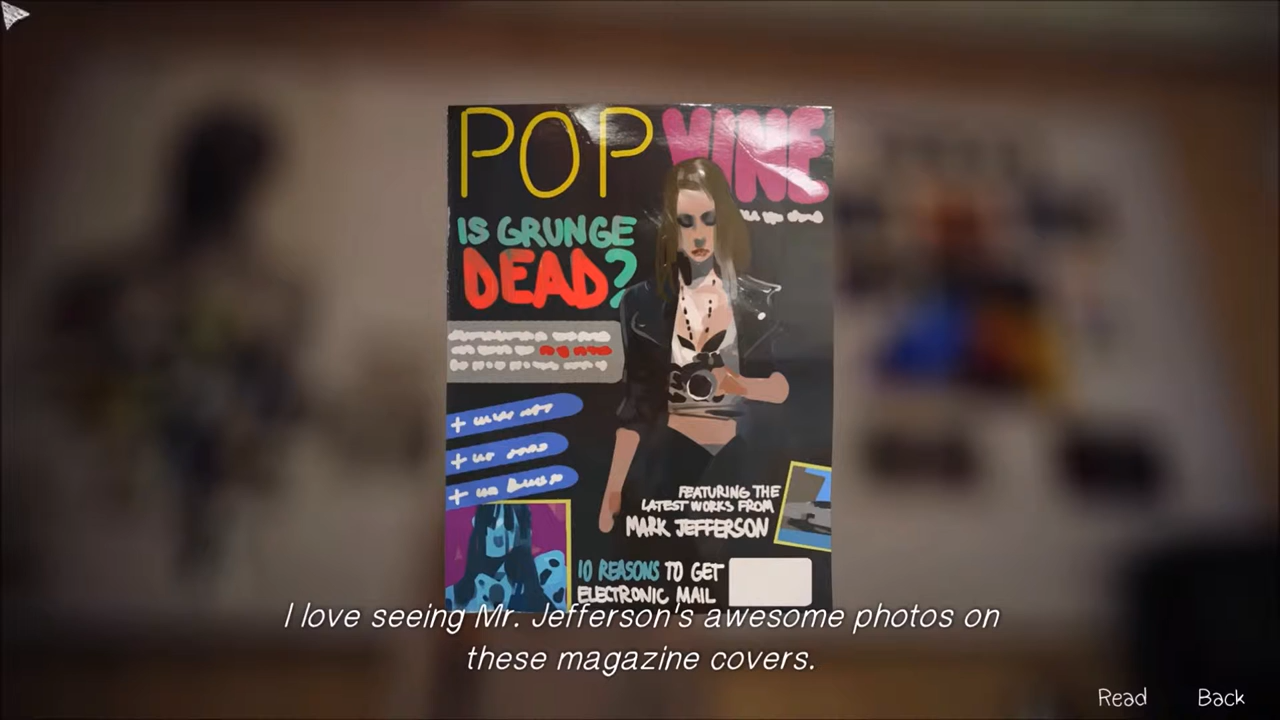 POP VINE
IS GRUNGE
DEAD?
FEATURING THE
LATEST WORKS FROM
MARK JEFFERSON
10 REASONS TO GET
ELECTRONIC MAIL
I love seeing Mr. Jefferson's awesome photos on
these magazine covers.
Read Back